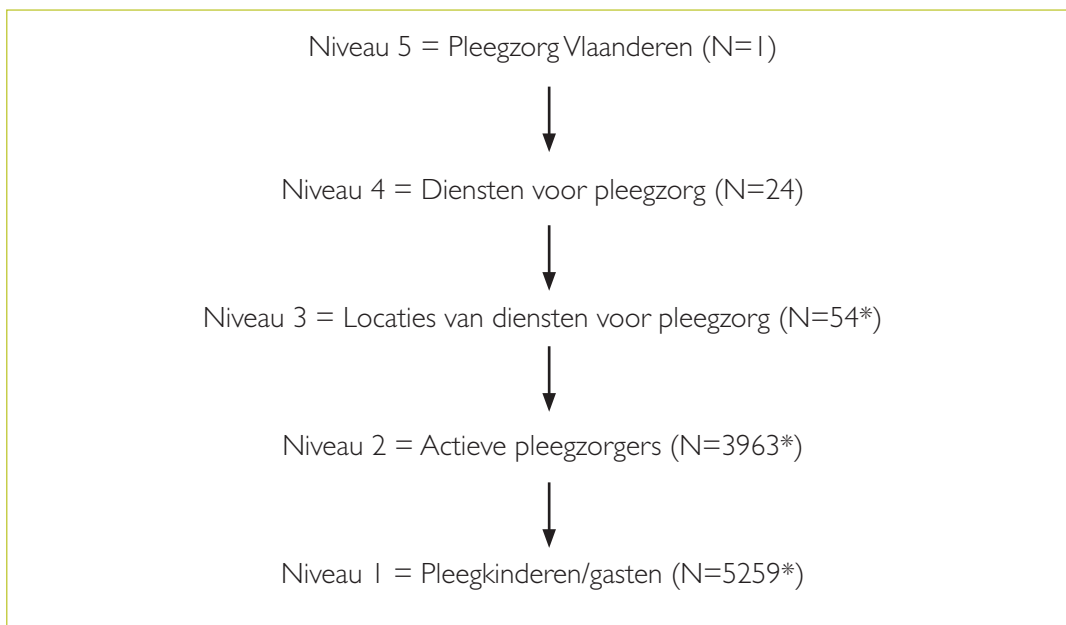 Niveau 5 = Pleegzorg Vlaanderen (N=1)
Niveau 4 = Diensten voor pleegzorg (N=24)
Niveau 3 = Locaties van diensten voor pleegzorg (N=54*)
Niveau 2 = Actieve pleegzorgers (N=3963*)
Niveau 1 = Pleegkinderen/gasten (N=5259*)